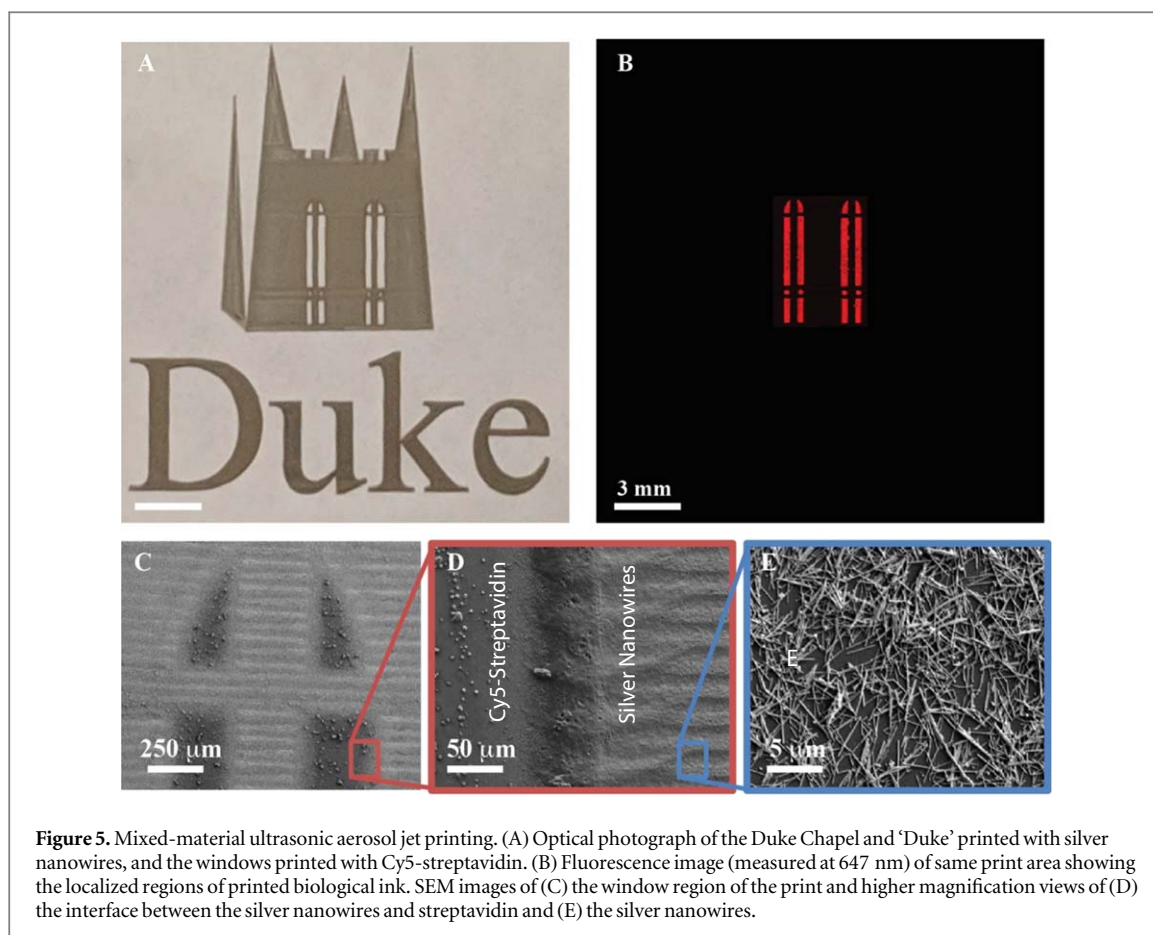 A
B
Duke
3 mm
C
D
E
Cy5-Streptavidin
Silver Nanowires
E
250 µm
50 µm
5 µm
Figure 5. Mixed-material ultrasonic aerosol jet printing. (A) Optical photograph of the Duke Chapel and ‘Duke’ printed with silver
nanowires, and the windows printed with Cy5-streptavidin. (B) Fluorescence image (measured at 647 nm) of same print area showing
the localized regions of printed biological ink. SEM images of (C) the window region of the print and higher magnification views of (D)
the interface between the silver nanowires and streptavidin and (E) the silver nanowires.